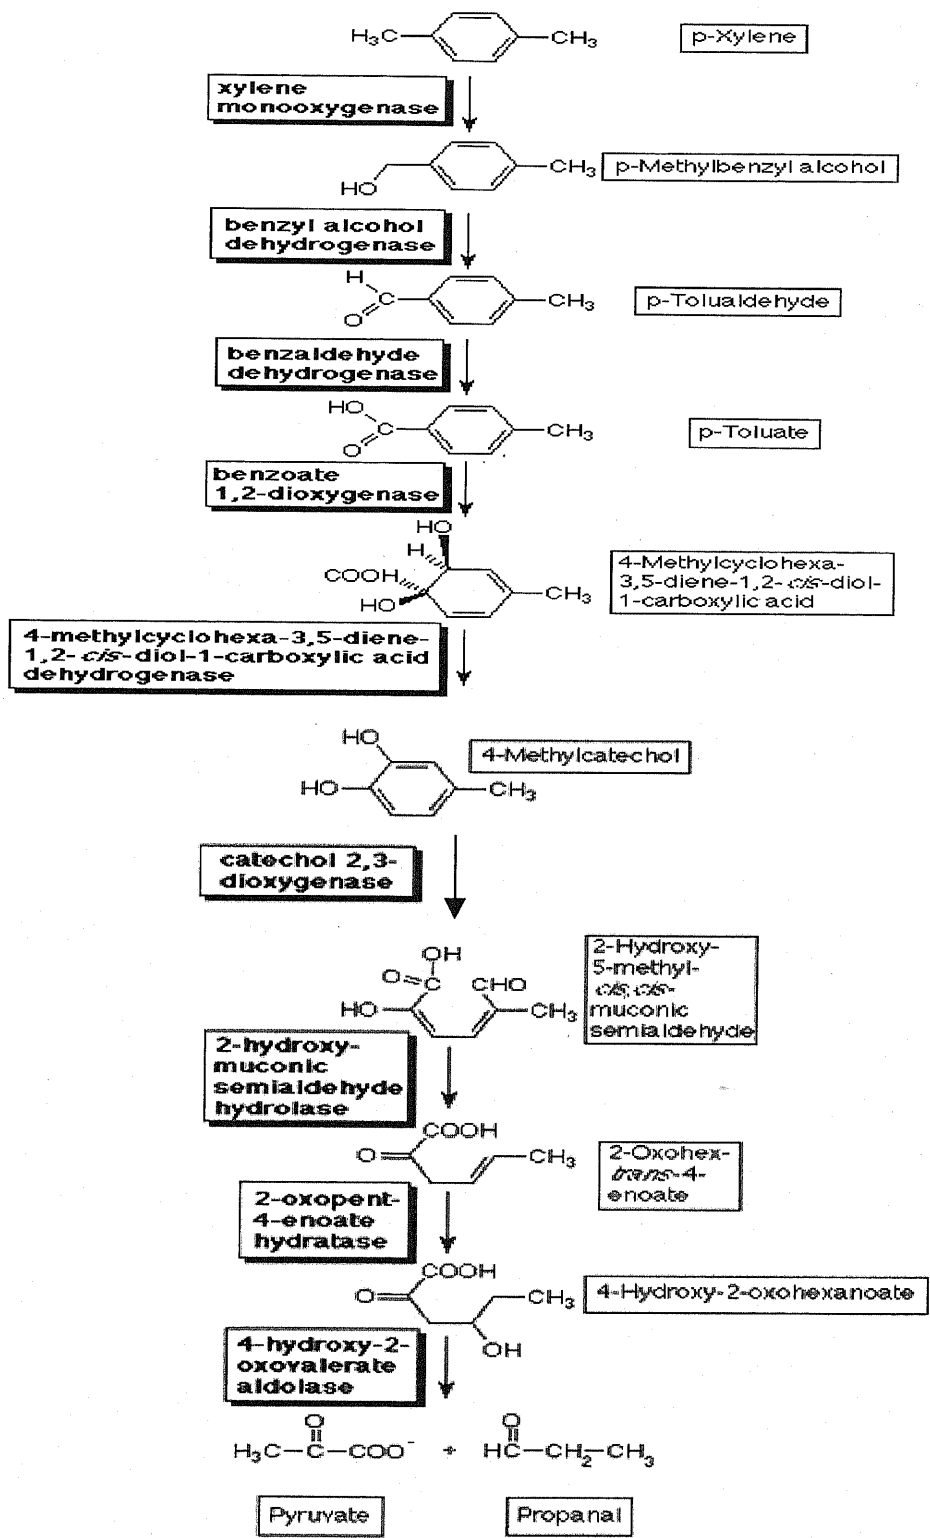 H₃C
CH₃
p-Xylene
xylene
monooxygenase
HO
CH₃
p-Methylbenzyl alcohol
benzyl alcohol
dehydrogenase
H
C
O
CH₃
p-Tolualdehyde
benzaldehyde
dehydrogenase
HO
C
O
CH₃
p-Toluate
benzoate
1,2-dioxygenase
HO
H
COOH
HO
CH₃
4-Methylcyclohexa-
3,5-diene-1,2-cis-diol-
1-carboxylic acid
4-methylcyclohexa-3,5-diene-
1,2-cis-diol-1-carboxylic acid
dehydrogenase
HO
HO
CH₃
4-Methylcatechol
catechol 2,3-
dioxygenase
OH
O
C
CHO
HO
CH₃
2-Hydroxy-
5-methyl-
cis,cis-
muconic
semialdehyde
2-hydroxy-
muconic
semialdehyde
hydrolase
COOH
O
CH₃
2-Oxohex-
trans-4-
enoate
2-oxopent-
4-enoate
hydratase
COOH
O
CH₃
OH
4-Hydroxy-2-oxohexanoate
4-hydroxy-2-
oxovalerate
aldolase
O
H₃C-C-COO⁻ + HC-CH₂-CH₃
O
Pyruvate
Propanal